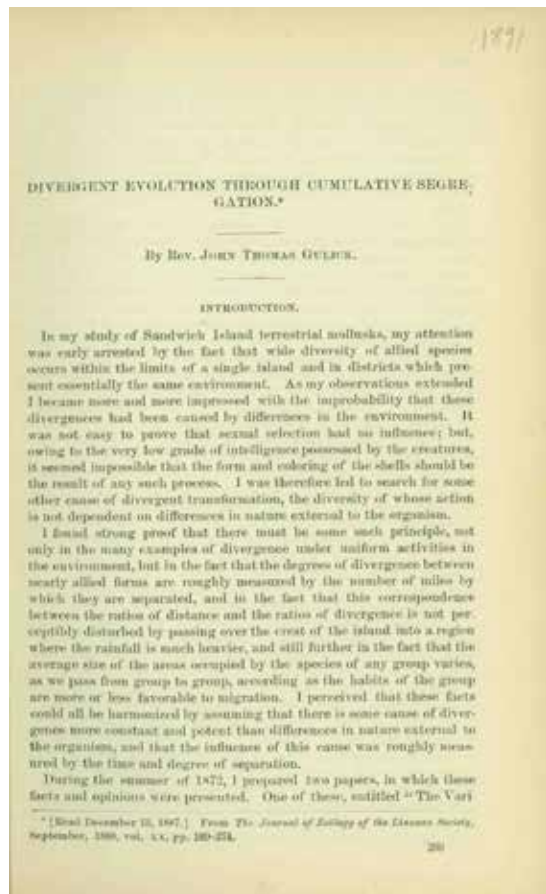 1891
DIVERGENT EVOLUTION THROUGH CUMULATIVE SEGRE-
GATION.*
By Rev. John Thomas Gulick.
INTRODUCTION.
In my study of Sandwich Island terrestrial mollusks, my attention
was early arrested by the fact that wide diversity of allied species
occurs within the limits of a single island and in districts which pre-
sent essentially the same environment. As my observations extended
I became more and more impressed with the improbability that these
divergences had been caused by differences in the environment. It
was not easy to prove that sexual selection had no influence; but,
owing to the very low grade of intelligence possessed by the creatures,
it seemed impossible that the form and coloring of the shells should be
the result of any such process. I was therefore led to search for some
other cause of divergent transformation, the diversity of whose action
is not dependent on differences in nature external to the organism.
I found strong proof that there must be some such principle, not
only in the many examples of divergence under uniform activities in
the environment, but in the fact that the degrees of divergence between
nearly allied forms are roughly measured by the number of miles by
which they are separated, and in the fact that this correspondence
between the ratios of distance and the ratios of divergence is not per-
ceptibly disturbed by passing over the crest of the island into a region
where the rainfall is much heavier, and still further in the fact that the
average size of the areas occupied by the species of any group varies,
as we pass from group to group, according as the habits of the group
are more or less favorable to migration. I perceived that these facts
could all be harmonized by assuming that there is some cause of diver-
gence more constant and potent than differences in nature external to
the organism, and that the influence of this cause was roughly meas-
ured by the time and degree of separation.
During the summer of 1872, I prepared two papers, in which these
facts and opinions were presented. One of these, entitled "The Vari
* [Read December 15, 1887.] From The Journal of Zoology of the Linnean Society,
September, 1888, vol. XX, pp. 189-274.